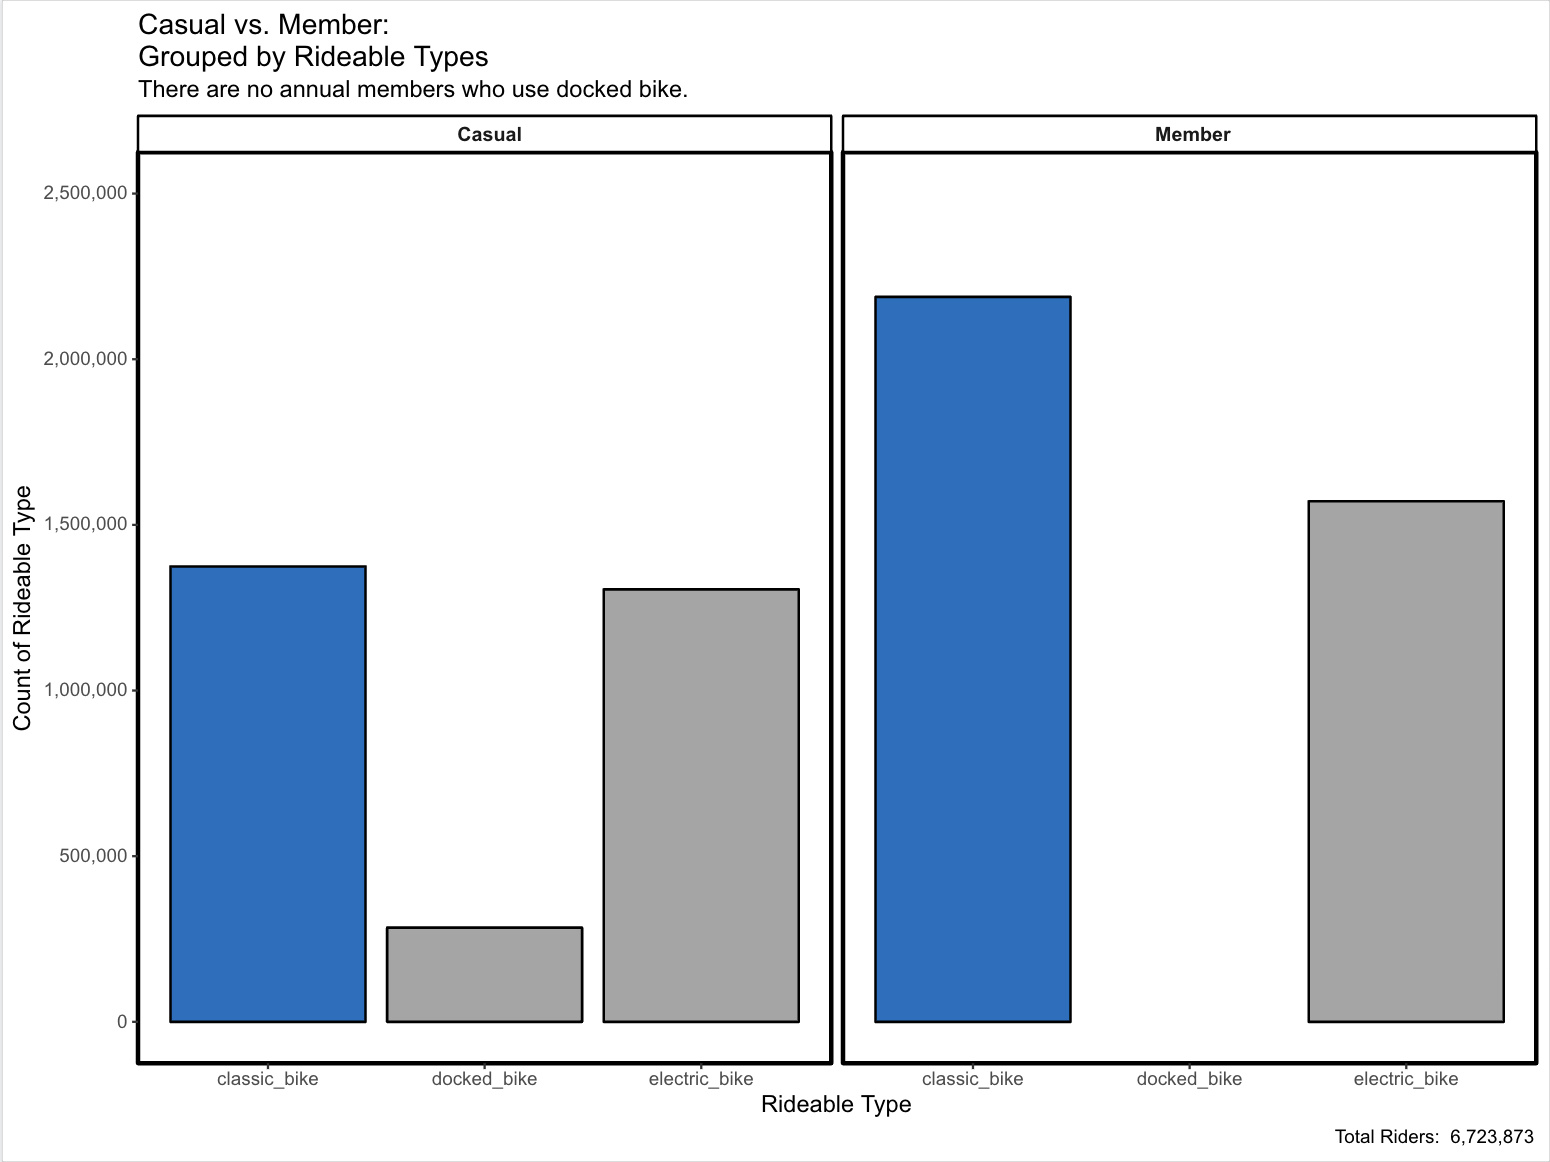 Casual vs. Member:
Grouped by Rideable Types
There are no annual members who use docked bike.
Casual
Member
Count of Rideable Type
2,500,000
2,000,000
1,500,000
1,000,000
500,000
0
classic_bike
docked_bike
electric_bike
classic_bike
docked_bike
electric_bike
Rideable Type
Total Riders:  6,723,873